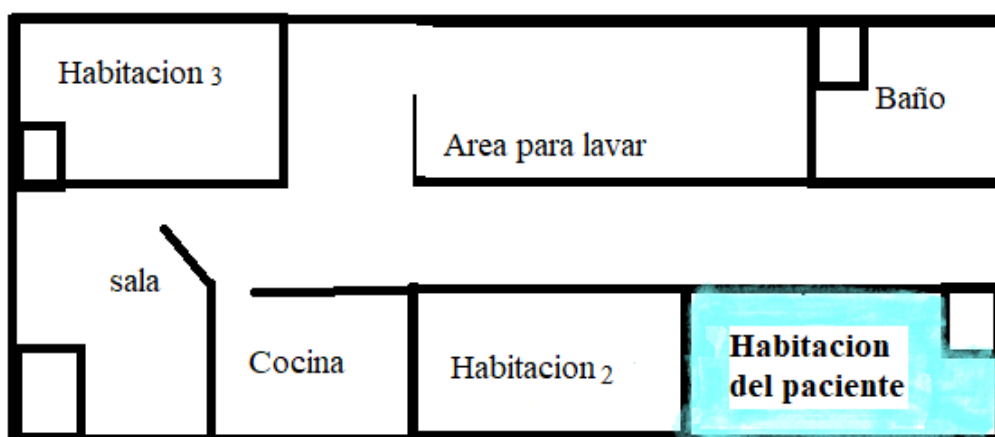 Habitacion 3
Area para lavar
Baño
sala
Cocina
Habitacion 2
Habitacion
del paciente